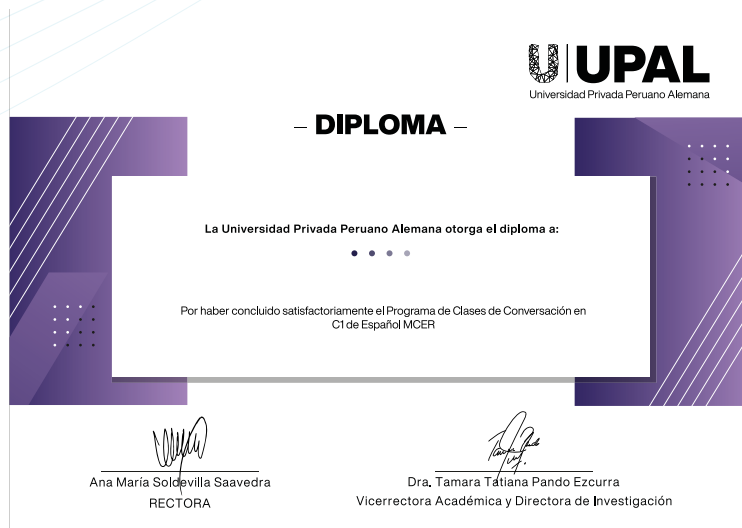 UPAL
Universidad Privada Peruano Alemana
– DIPLOMA –
La Universidad Privada Peruano Alemana otorga el diploma a:
Por haber concluido satisfactoriamente el Programa de Clases de Conversación en
C1 de Español MCER
Ana María Soldevilla Saavedra
RECTORA
Dra. Tamara Tatiana Pando Ezcurra
Vicerrectora Académica y Directora de Investigación